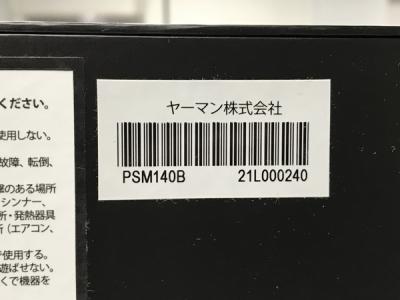 ください。
使用しない。
故障、転倒、
のある場所
シンナー、
所・発熱器具
所(エアコン、
で使用する。
遊ばせない。
くで機器を
ヤーマン株式会社
PSM140B 21L000240